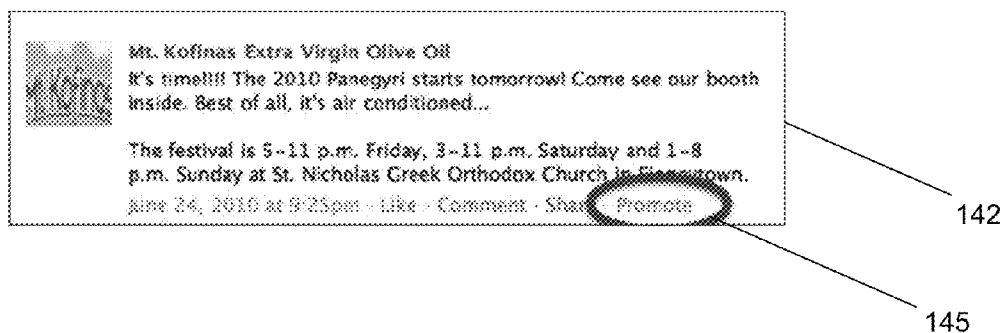 Mt. Kofinas Extra Virgin Olive Oil
It's time!!!! The 2010 Panegyri starts tomorrow! Come see our booth
inside. Best of all, it's air conditioned...
The festival is 5-11 p.m. Friday, 3-11 p.m. Saturday and 1-8
p.m. Sunday at St. Nicholas Greek Orthodox Church in Finneytown.
June 24, 2010 at 9:25pm · Like · Comment · Share · Promote
142
145